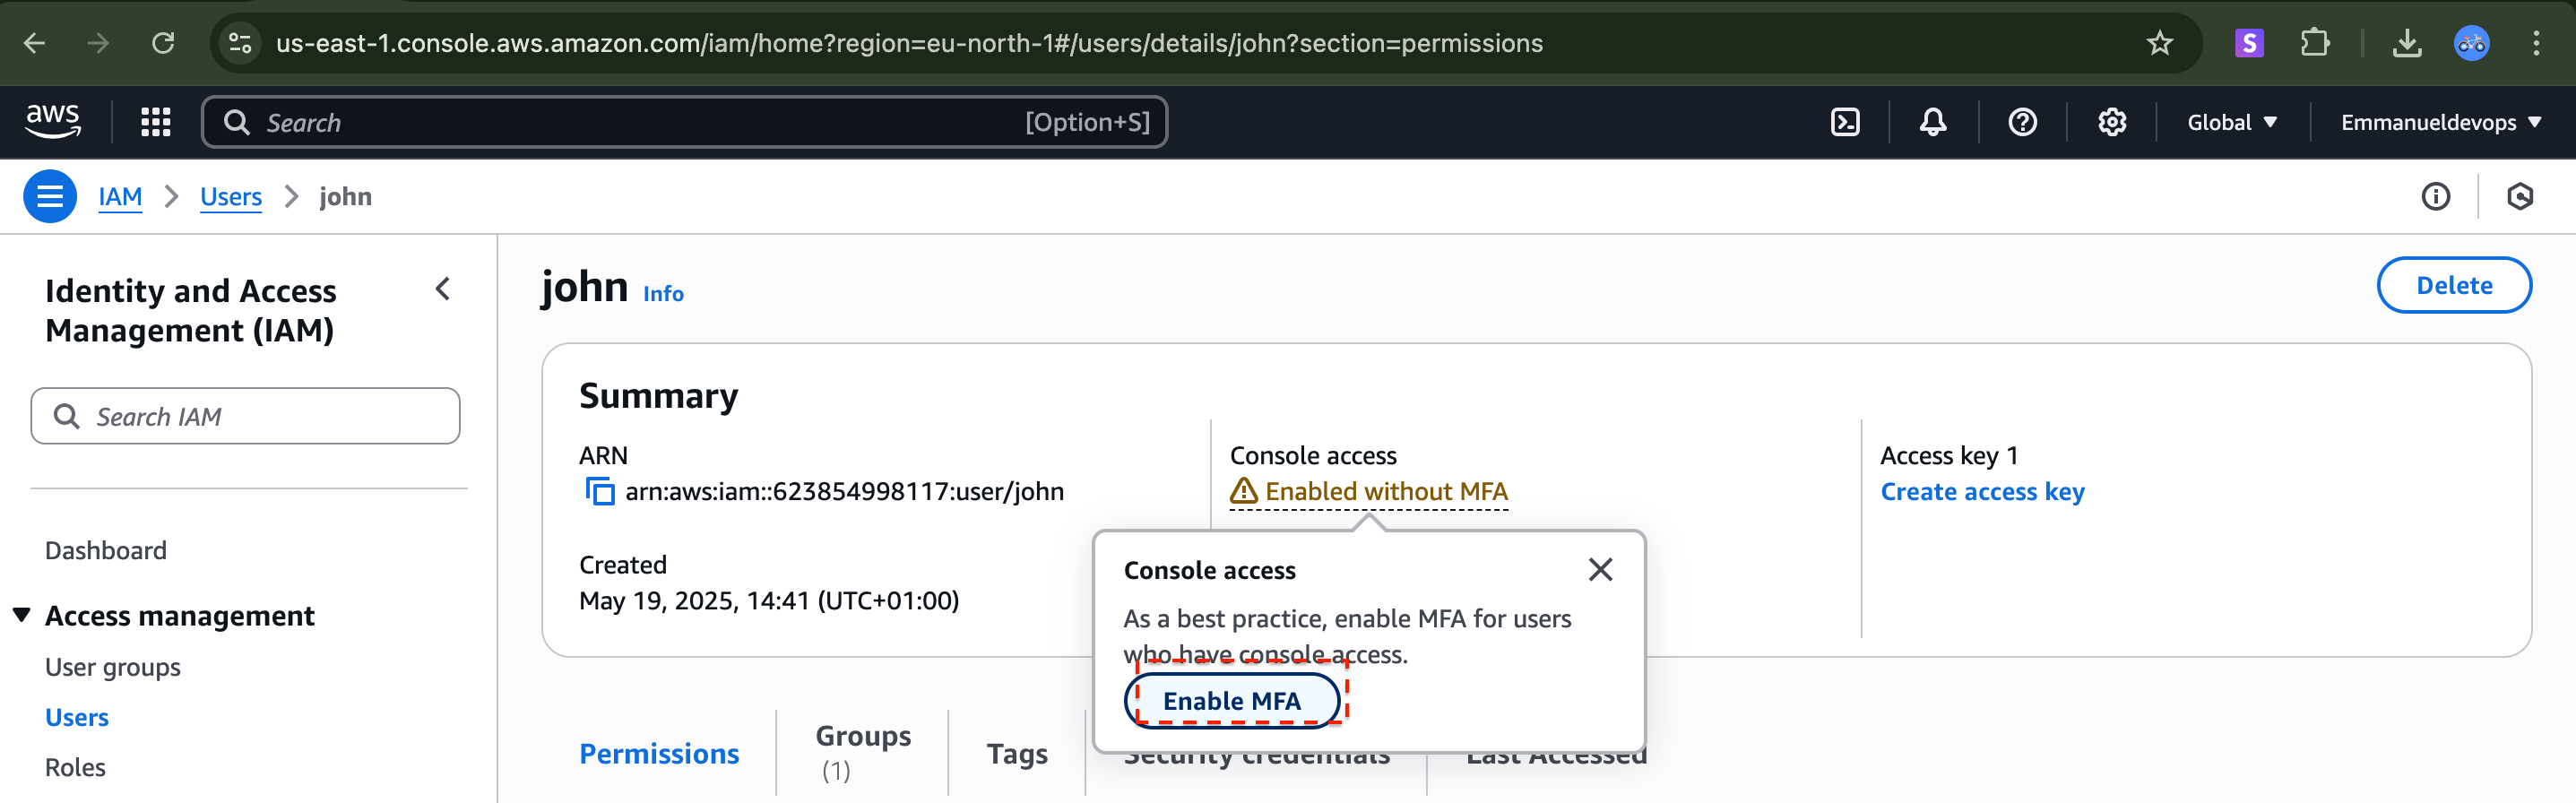 us-east-1.console.aws.amazon.com/iam/home?region=eu-north-1#/users/details/john?section=permissions
S
aws
Search
[Option+S]
Global
Emmanueldevops
IAM
Users
john
Identity and Access
Management (IAM)
Search IAM
Dashboard
Access management
User groups
Users
Roles
john Info
Delete
Summary
ARN
arn:aws:iam::623854998117:user/john
Created
May 19, 2025, 14:41 (UTC+01:00)
Console access
Enabled without MFA
Access key 1
Create access key
Console access
As a best practice, enable MFA for users
who have console access.
Enable MFA
Permissions
Groups
(1)
Tags
Security credentials
Last Accessed